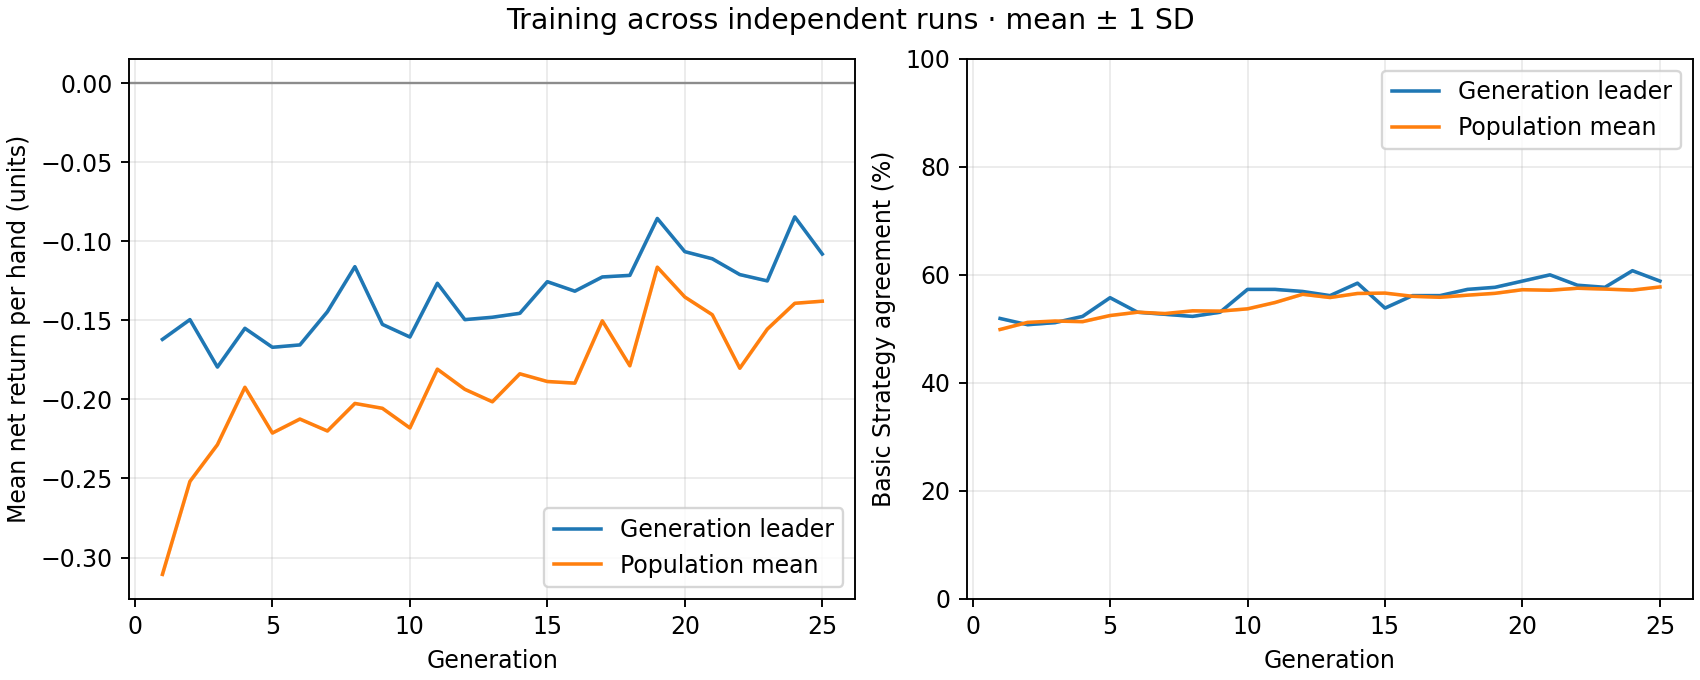 Training across independent runs · mean ± 1 SD
Mean net return per hand (units)
0.00
−0.05
−0.10
−0.15
−0.20
−0.25
−0.30
0
5
10
15
20
25
Generation
Generation leader
Population mean
Basic Strategy agreement (%)
100
80
60
40
20
0
0
5
10
15
20
25
Generation
Generation leader
Population mean